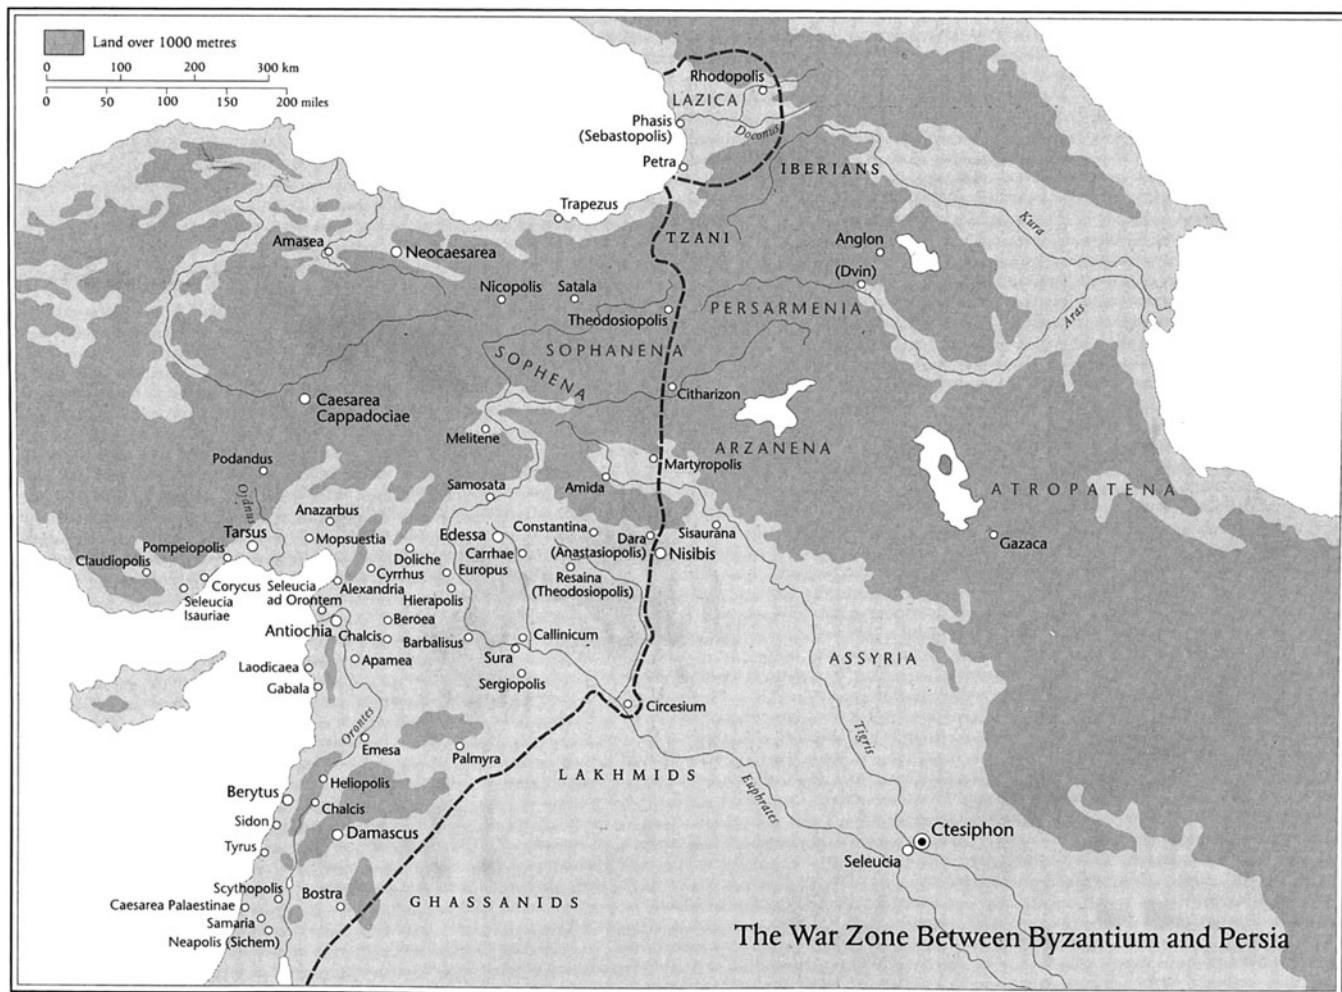 Land over 1000 metres
0 100 200 300 km
0 50 100 150 200 miles
Rhodopolis
LAZICA
Phasis
(Sebastopolis)
Doconus
Petra
IBERIANS
Trapezus
Kura
TZANI
Amasea
Neocaesarea
Anglon
(Dvin)
Nicopolis
Satala
Theodosiopolis
PERSARMENIA
Aras
SOPHANENIA
SOPHENA
Citharizon
Caesarea
Cappadociae
Melitene
ARZANENA
Martyropolis
Podandus
Samosata
Amida
ATROPATENA
Anazarbus
Tarsus
Mopsuestia
Edessa
Constantina
Dara
(Anastasiopolis)
Sisaurana
Nisibis
Gazaca
Pompeiopolis
Claudiopolis
Doliche
Carrhae
Cyrrhus
Europus
Resaina
(Theodosiopolis)
Corycus
Seleucia
Isauriae
Seleucia
ad Orontem
Alexandria
Hierapolis
Antiochia
Beroea
Chalcis
Barbalisus
Callinicum
Sura
Apamea
Laodicaea
Sergiopolis
Gabala
ASSYRIA
Circesium
Orontes
Emesa
Palmyra
Tigris
LAKHMIDS
Euphrates
Heliopolis
Berytus
Chalcis
Sidon
Damascus
Ctesiphon
Seleucia
Tyrus
Scythopolis
Bostra
Caesarea Palaestinae
GHASSANIDS
Samaria
Neapolis (Sichem)
The War Zone Between Byzantium and Persia